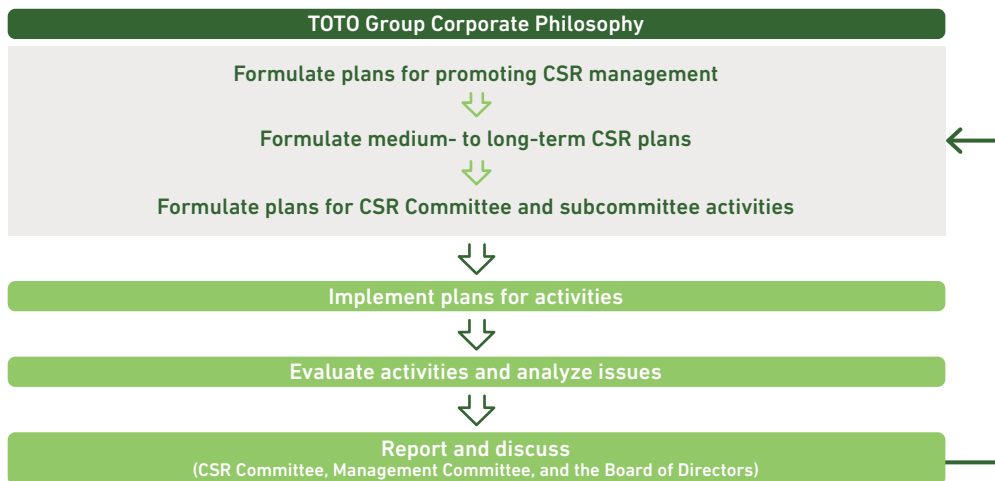 TOTO Group Corporate Philosophy
Formulate plans for promoting CSR management
Formulate medium- to long-term CSR plans
Formulate plans for CSR Committee and subcommittee activities
Implement plans for activities
Evaluate activities and analyze issues
Report and discuss
(CSR Committee, Management Committee, and the Board of Directors)